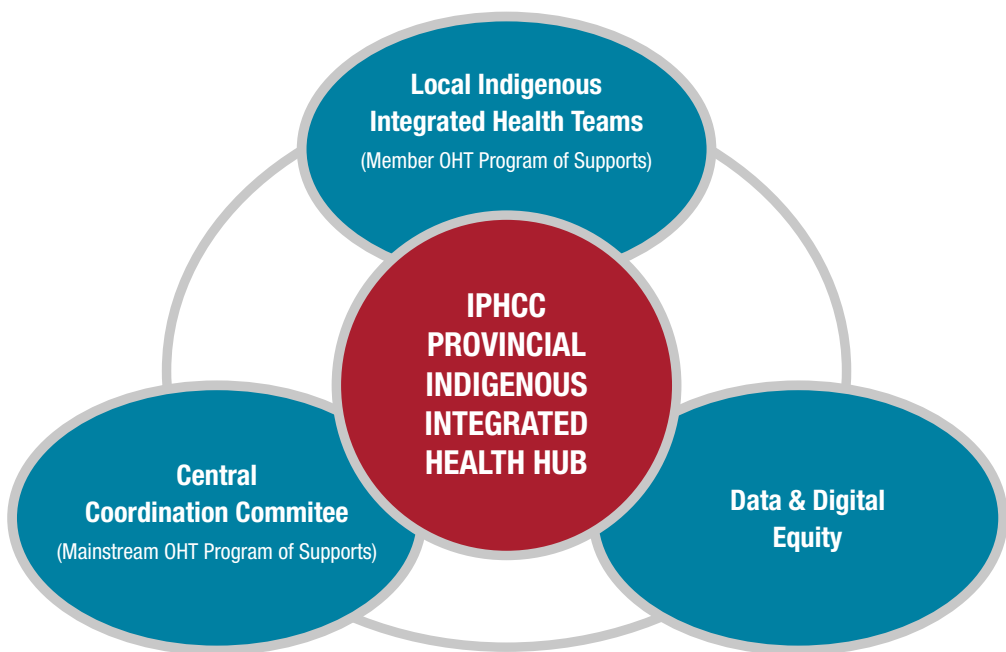 Local Indigenous
Integrated Health Teams
(Member OHT Program of Supports)
IPHCC
PROVINCIAL
INDIGENOUS
INTEGRATED
HEALTH HUB
Central
Coordination Commitee
(Mainstream OHT Program of Supports)
Data & Digital
Equity